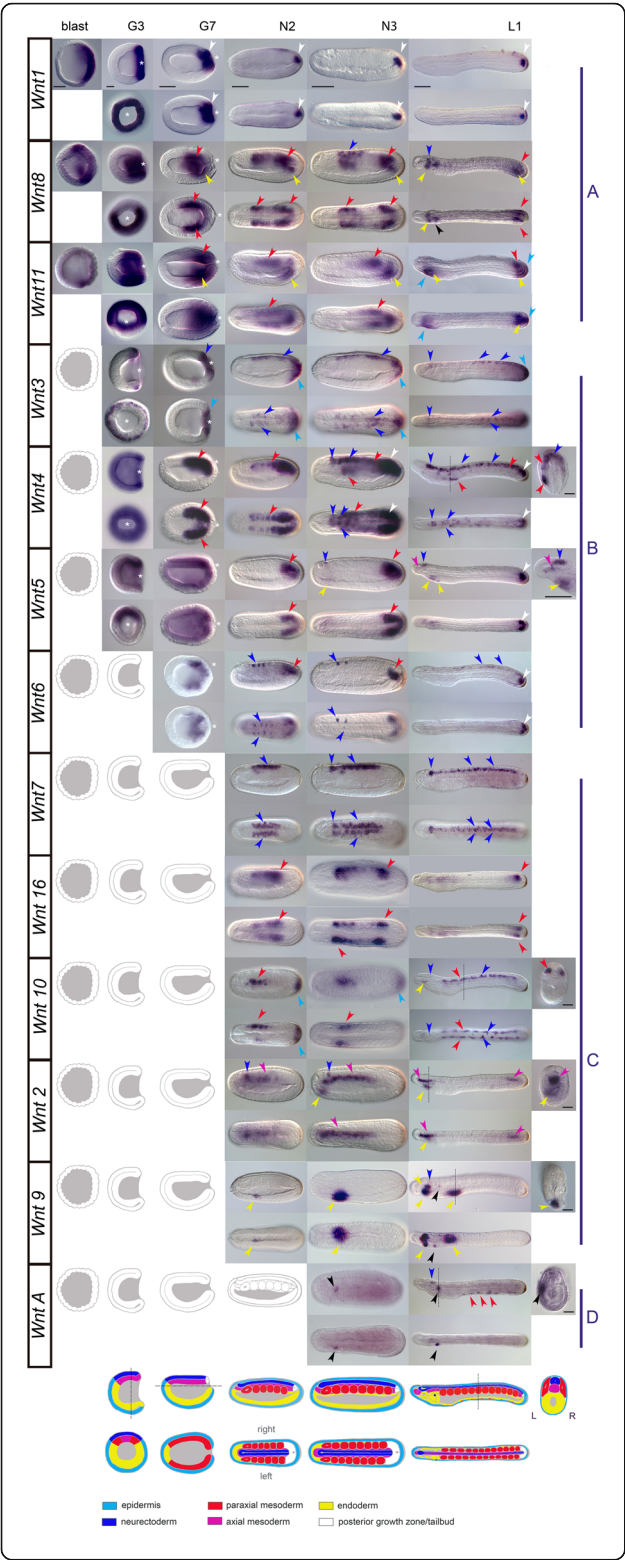 blast G3 G7 N2 N3 L1
Wnt1
Wnt8
A
Wnt11
Wnt3
Wnt4
B
Wnt5
Wnt6
Wnt7
Wnt 16
Wnt 10
C
Wnt 2
Wnt 9
Wnt A
D
L R
right
left
epidermis paraxial mesoderm endoderm
neurectoderm axial mesoderm posterior growth zone/tailbud